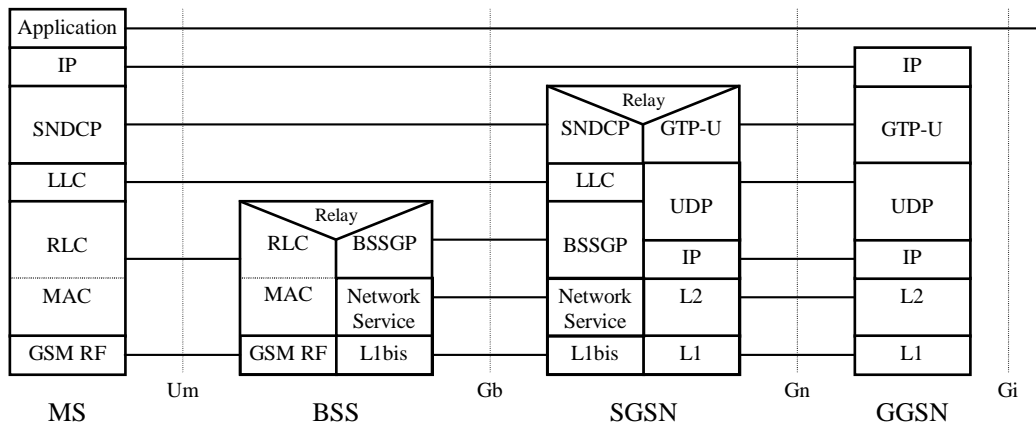 Application
IP
IP
Relay
SNDCP
SNDCP
GTP-U
GTP-U
LLC
LLC
UDP
UDP
Relay
RLC
RLC
BSSGP
BSSGP
IP
IP
MAC
MAC
Network
Service
Network
Service
L2
L2
GSM RF
GSM RF
L1bis
L1bis
L1
L1
Um
Gb
Gn
Gi
MS
BSS
SGSN
GGSN